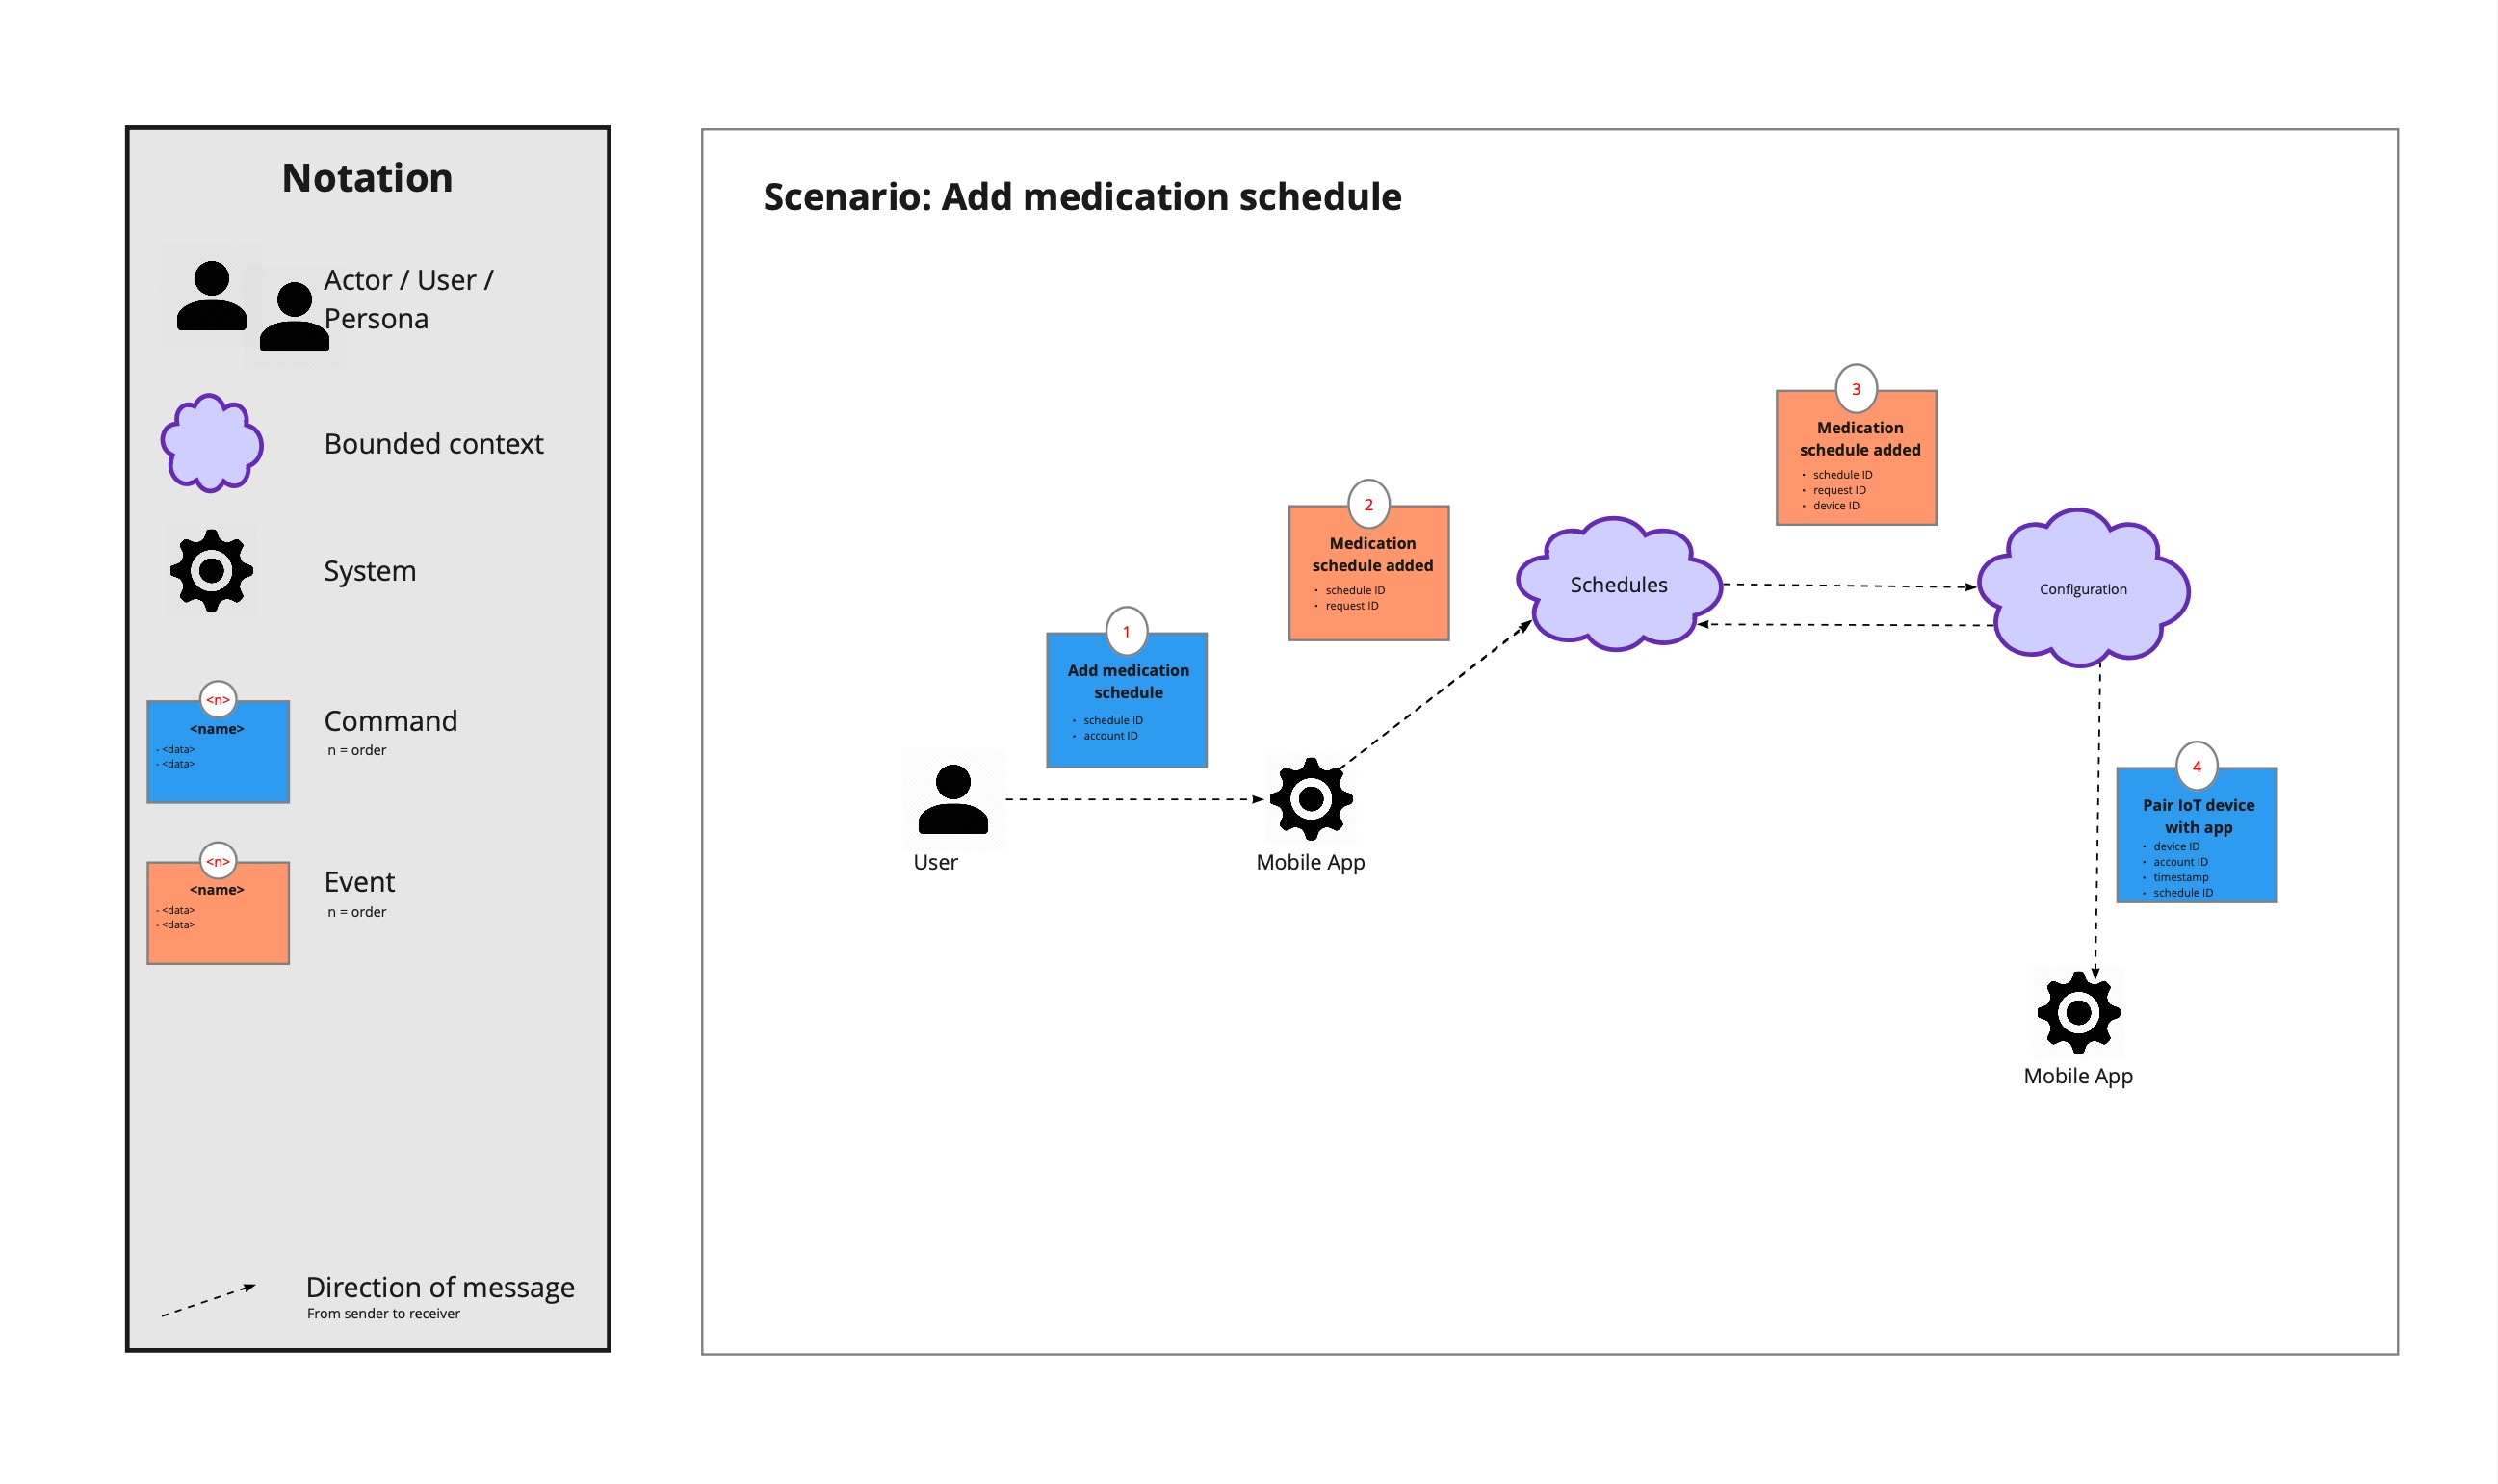 Notation
Actor / User /
Persona
Bounded context
System
<n>
<name>
- <data>
- <data>
Command
n = order
<n>
<name>
- <data>
- <data>
Event
n = order
Direction of message
From sender to receiver
Scenario: Add medication schedule
1
Add medication
schedule
• schedule ID
• account ID
User
Mobile App
2
Medication
schedule added
• schedule ID
• request ID
Schedules
3
Medication
schedule added
• schedule ID
• request ID
• device ID
Configuration
4
Pair IoT device
with app
• device ID
• account ID
• timestamp
• schedule ID
Mobile App